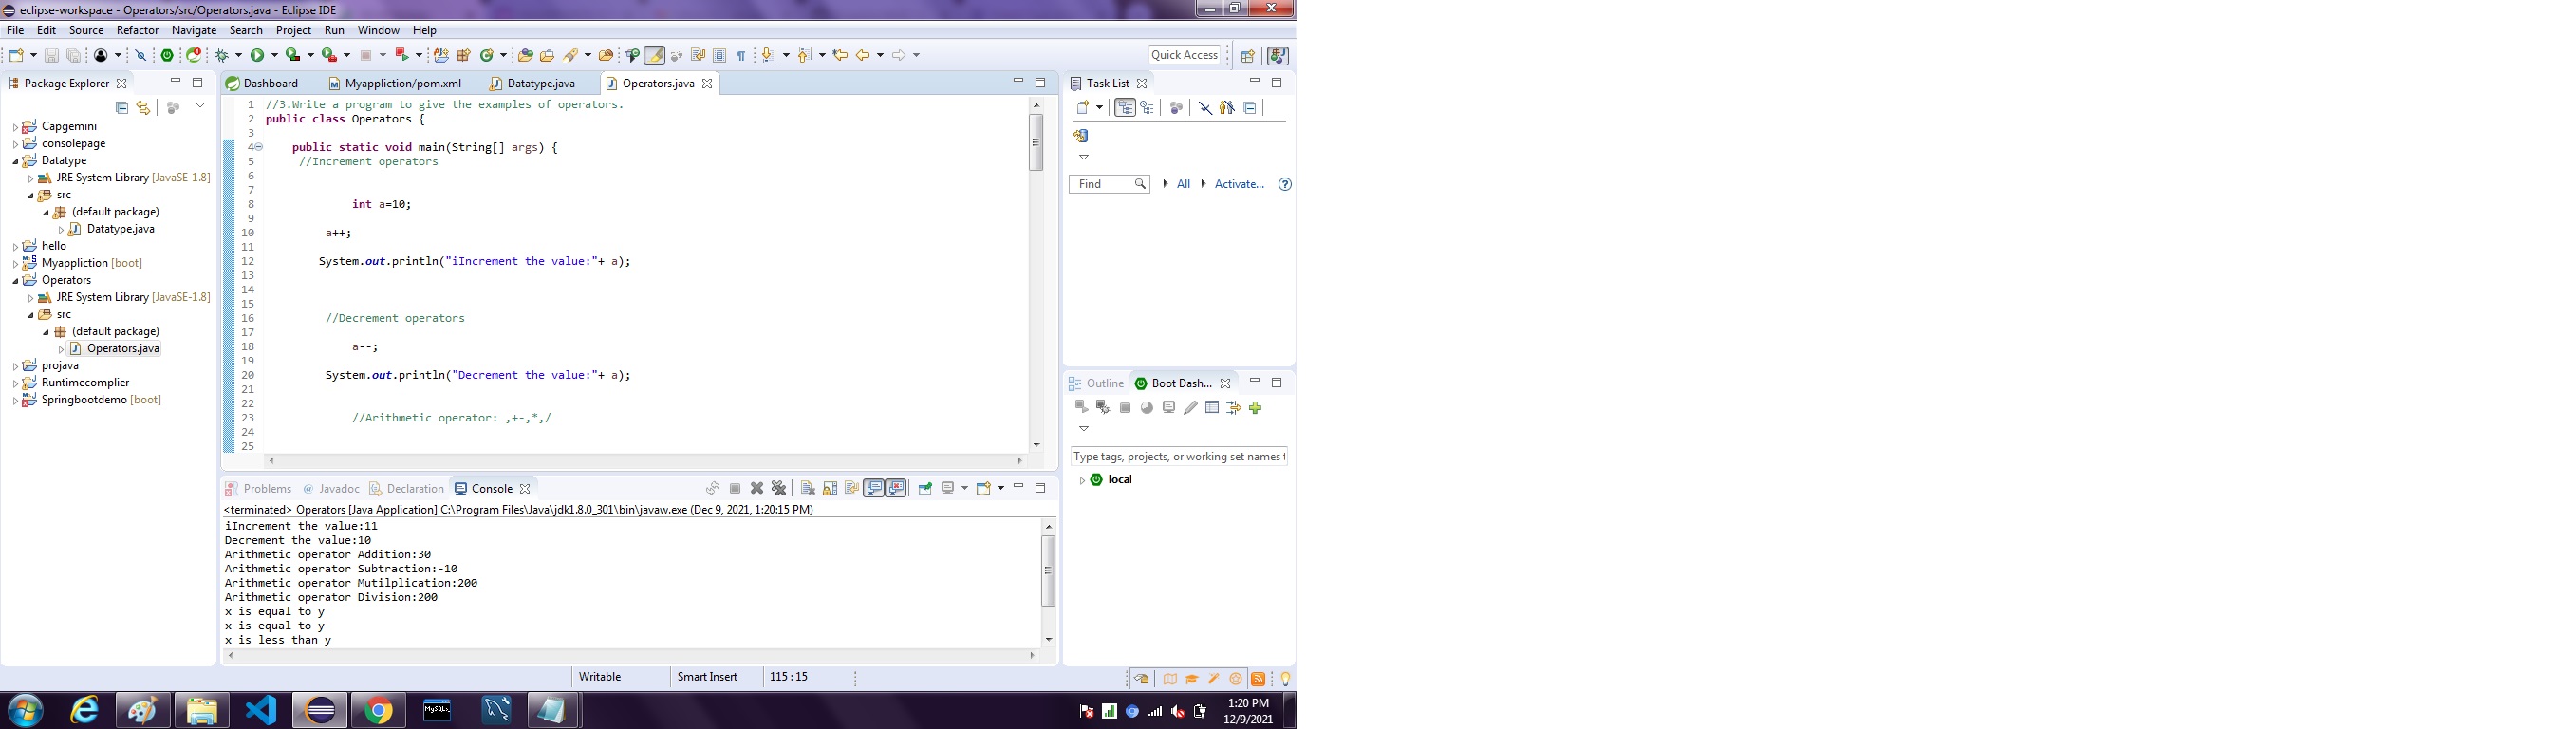 eclipse-workspace - Operators/src/Operators.java - Eclipse IDE
File Edit Source Refactor Navigate Search Project Run Window Help
Quick Access
Package Explorer
Capgemini
consolepage
Datatype
JRE System Library [JavaSE-1.8]
src
(default package)
Datatype.java
hello
Myappliction [boot]
Operators
JRE System Library [JavaSE-1.8]
src
(default package)
Operators.java
projava
Runtimecomplier
Springbootdemo [boot]
Dashboard Myappliction/pom.xml Datatype.java Operators.java
1 //3.Write a program to give the examples of operators.
2 public class Operators {
3
4 public static void main(String[] args) {
5 //Increment operators
6
7
8 int a=10;
9
10 a++;
11
12 System.out.println("iIncrement the value:"+ a);
13
14
15
16 //Decrement operators
17
18 a--;
19
20 System.out.println("Decrement the value:"+ a);
21
22
23 //Arithmetic operator: ,+-,*,/
24
25
Problems Javadoc Declaration Console
<terminated> Operators [Java Application] C:\Program Files\Java\jdk1.8.0_301\bin\javaw.exe (Dec 9, 2021, 1:20:15 PM)
iIncrement the value:11
Decrement the value:10
Arithmetic operator Addition:30
Arithmetic operator Subtraction:-10
Arithmetic operator Mutilplication:200
Arithmetic operator Division:200
x is equal to y
x is equal to y
x is less than y
Task List
Find All Activate...
Outline Boot Dash...
Type tags, projects, or working set names
local
Writable Smart Insert 115 : 15
MySQL
1:20 PM
12/9/2021